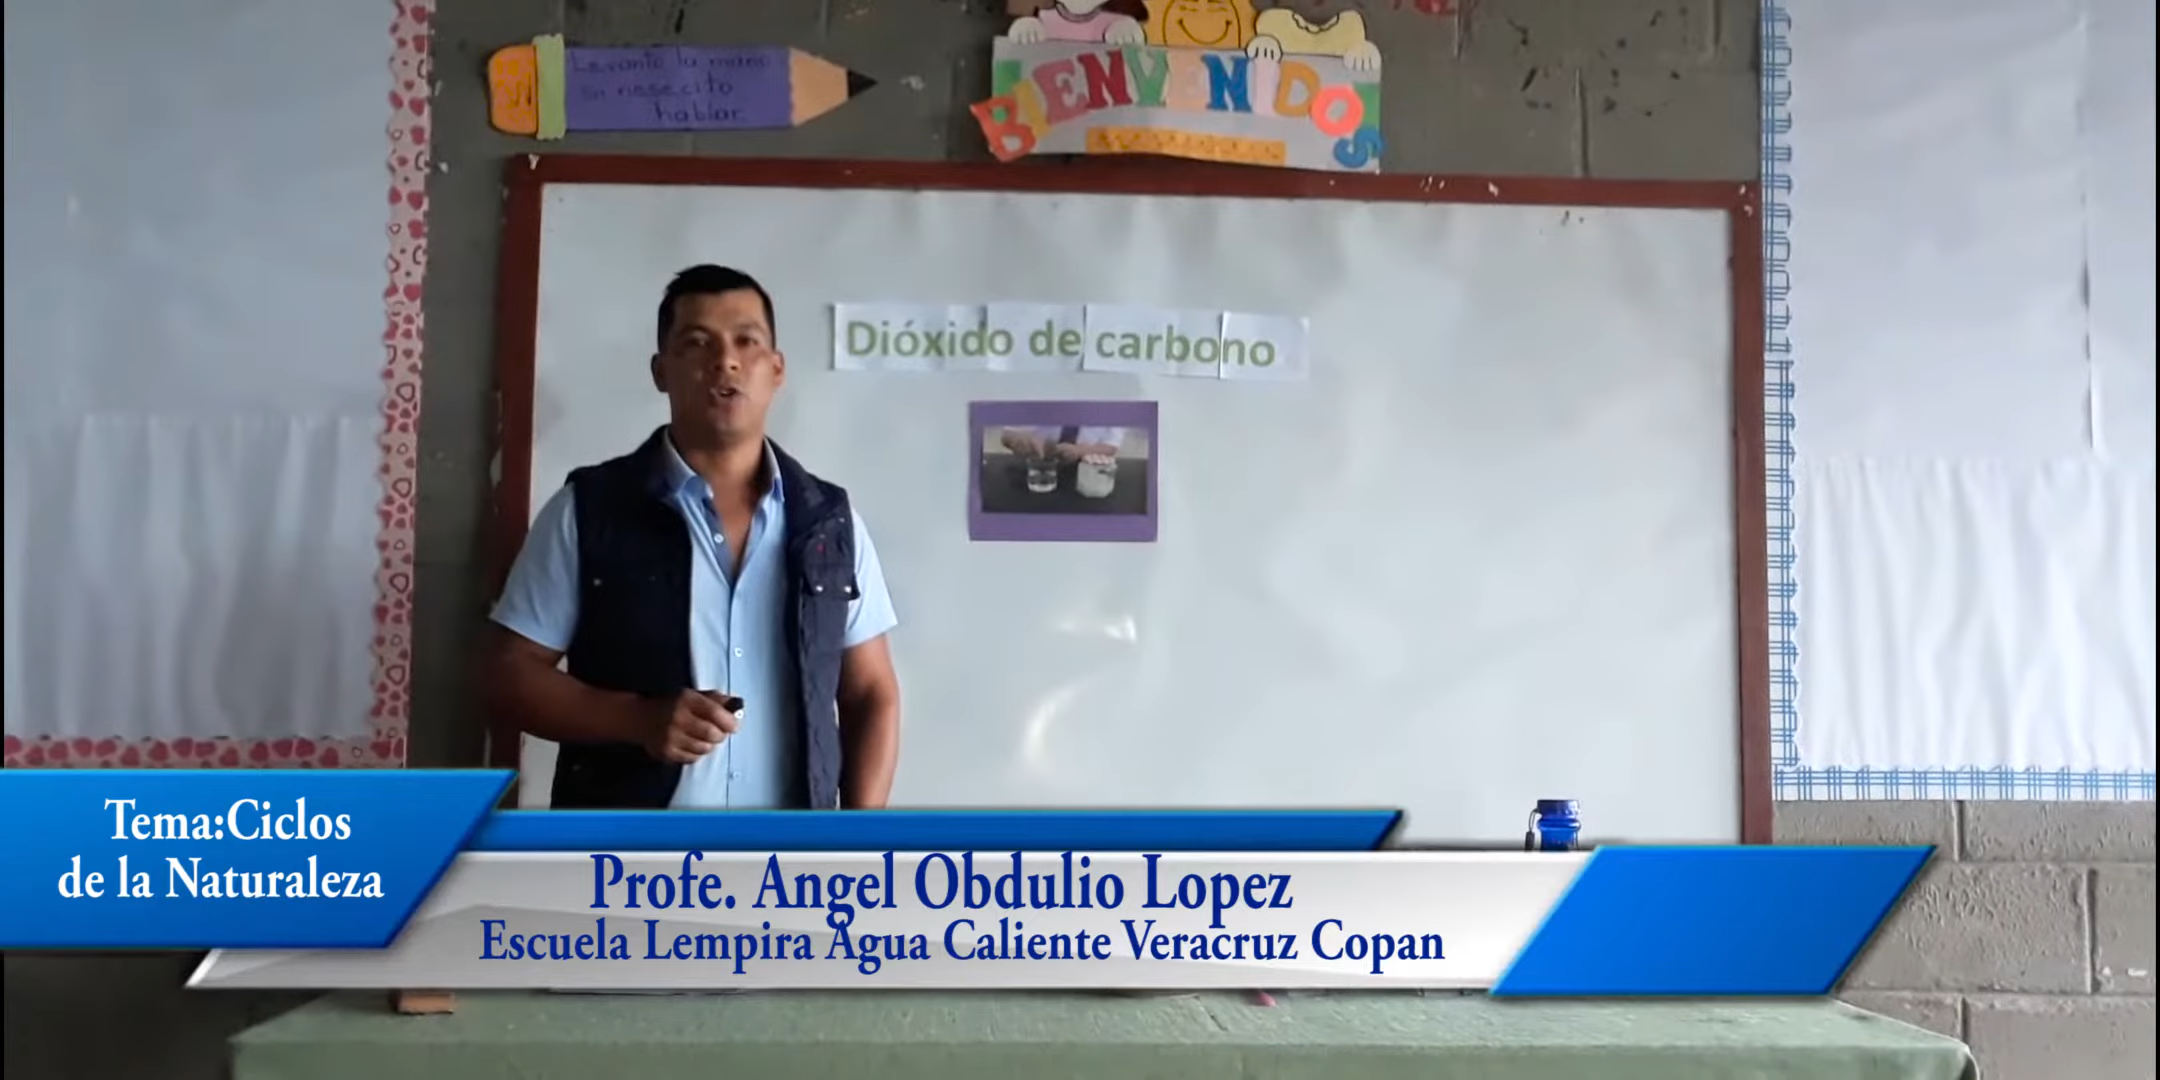 Levanto la mano
si nesecito
hablar
BIENVENIDOS
Dióxido de carbono
Tema:Ciclos
de la Naturaleza
Profe. Angel Obdulio Lopez
Escuela Lempira Agua Caliente Veracruz Copan